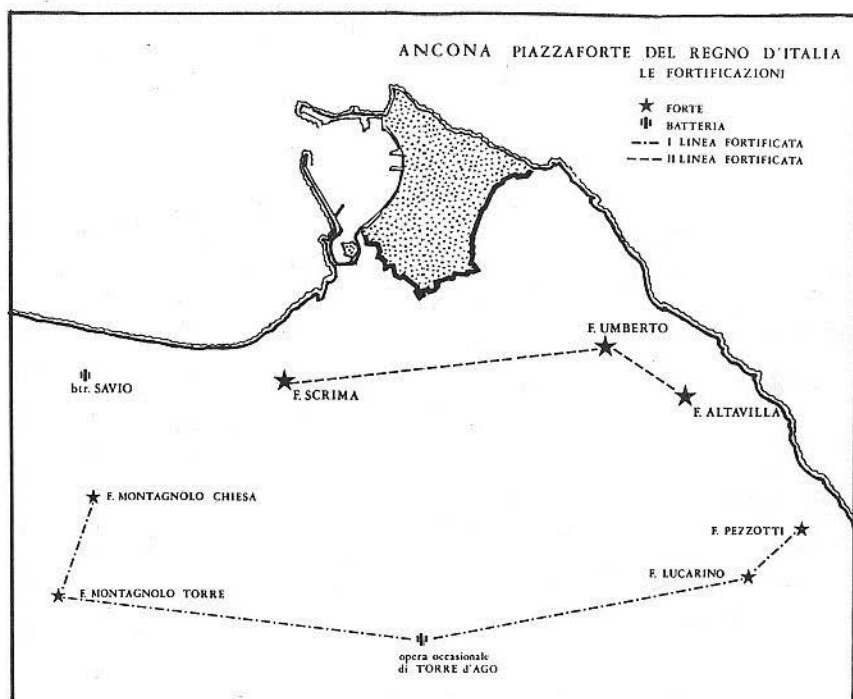 ANCONA PIAZZAFORTE DEL REGNO D'ITALIA
LE FORTIFICAZIONI
FORTE
BATTERIA
I LINEA FORTIFICATA
II LINEA FORTIFICATA
F. UMBERTO
btr. SAVIO
F. SCRIMA
F. ALTAVILLA
F. MONTAGNOLO CHIESA
F. PEZZOTTI
F. LUCARINO
F. MONTAGNOLO TORRE
opera occasionale
di TORRE d'AGO